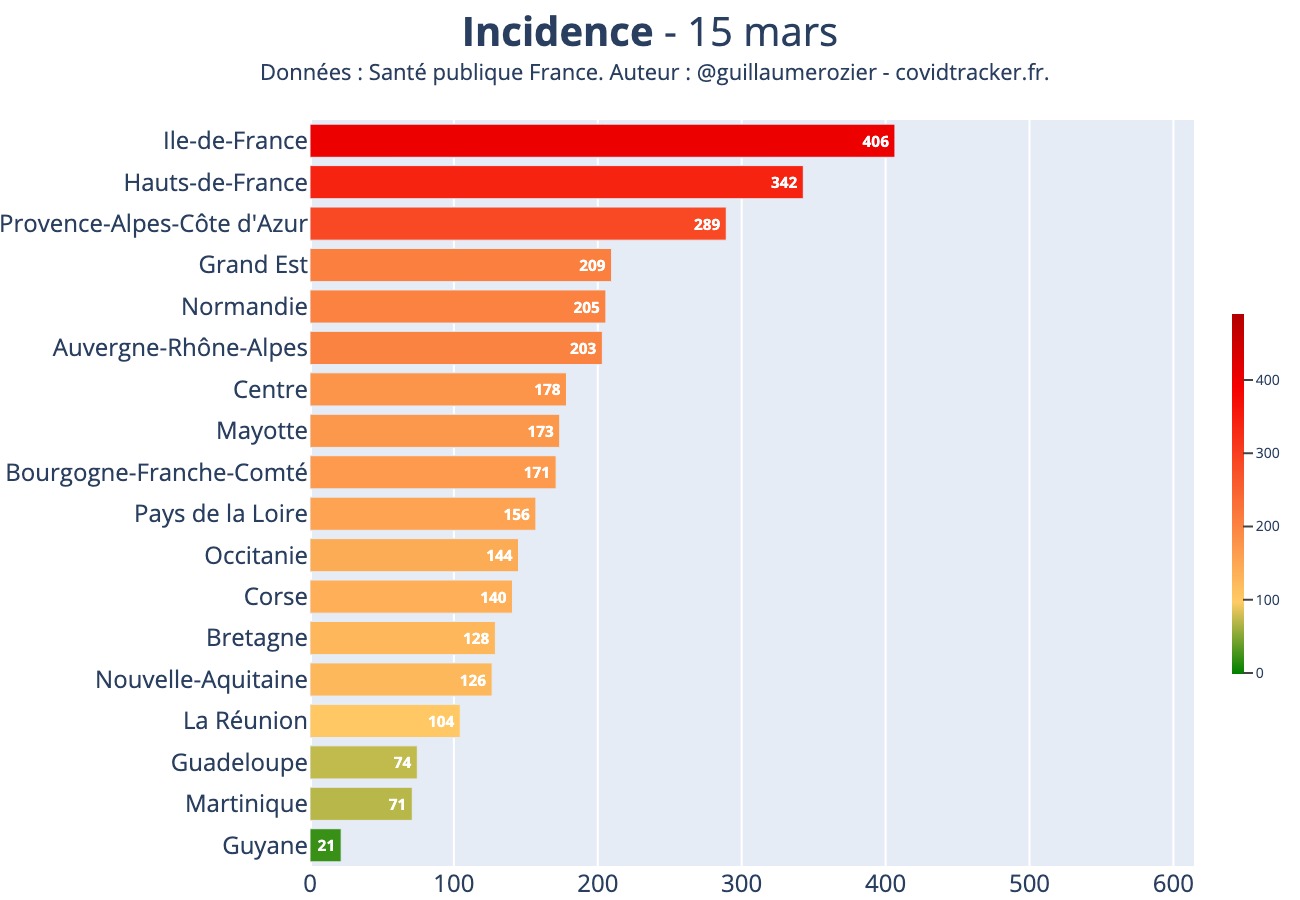 Incidence - 15 mars
Données : Santé publique France. Auteur : @guillaumerozier - covidtracker.fr.
Ile-de-France 406
Hauts-de-France 342
Provence-Alpes-Côte d'Azur 289
Grand Est 209
Normandie 205
Auvergne-Rhône-Alpes 203
Centre 178
Mayotte 173
Bourgogne-Franche-Comté 171
Pays de la Loire 156
Occitanie 144
Corse 140
Bretagne 128
Nouvelle-Aquitaine 126
La Réunion 104
Guadeloupe 74
Martinique 71
Guyane 21
0 100 200 300 400 500 600
400
300
200
100
0